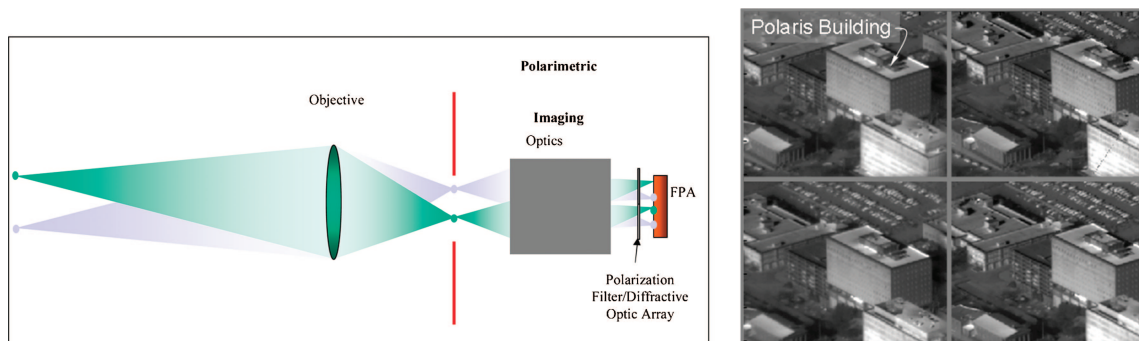 Polarimetric
Objective
Imaging
Optics
FPA
Polarization
Filter/Diffractive
Optic Array
Polaris Building